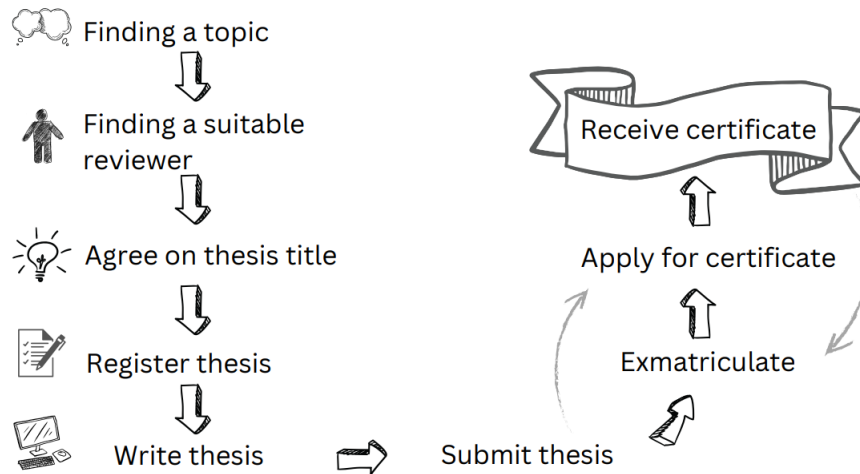 Finding a topic
Finding a suitable
reviewer
Agree on thesis title
Register thesis
Write thesis
Submit thesis
Exmatriculate
Apply for certificate
Receive certificate